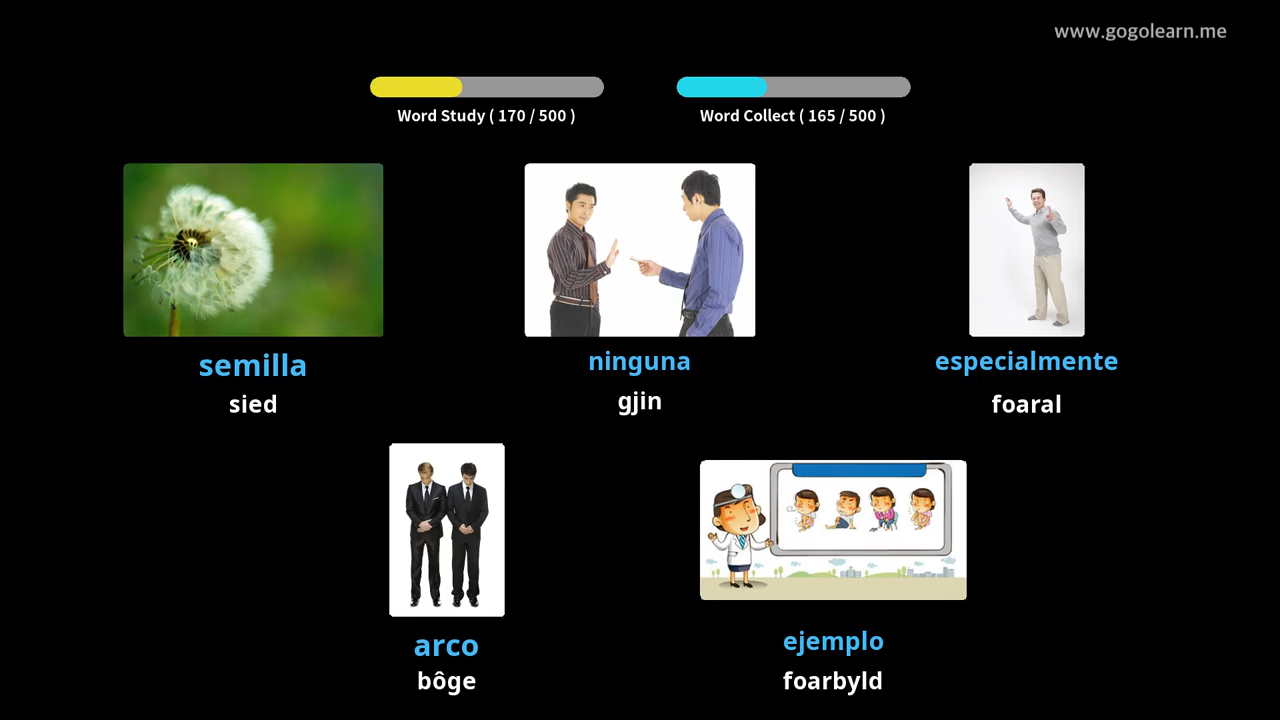 www.gogolearn.me
Word Study ( 170 / 500 )
Word Collect ( 165 / 500 )
semilla
sied
ninguna
gjin
especialmente
foaral
arco
bôge
ejemplo
foarbyld